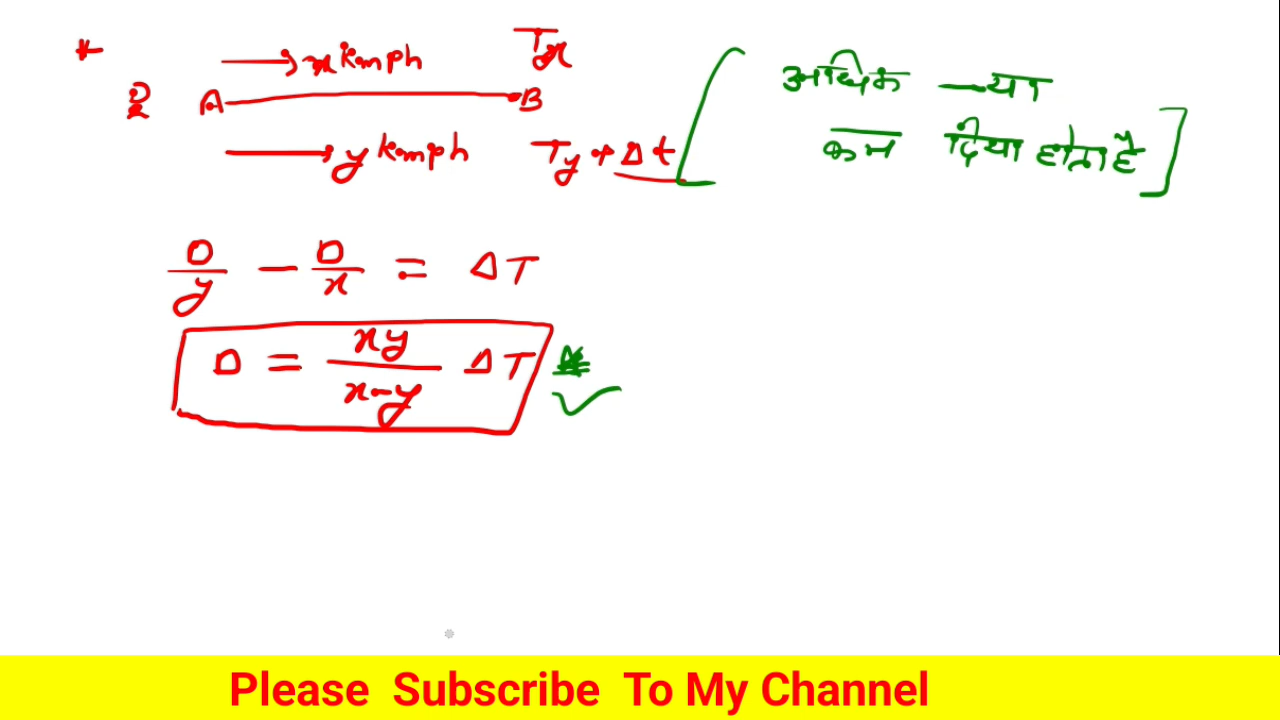 * → x kmph Tx
Q A B
→ y kmph Ty + Δt
[ अधिक — या
कम दिया होता है ]
D/y - D/x = ΔT
D = xy/x-y ΔT
Please Subscribe To My Channel